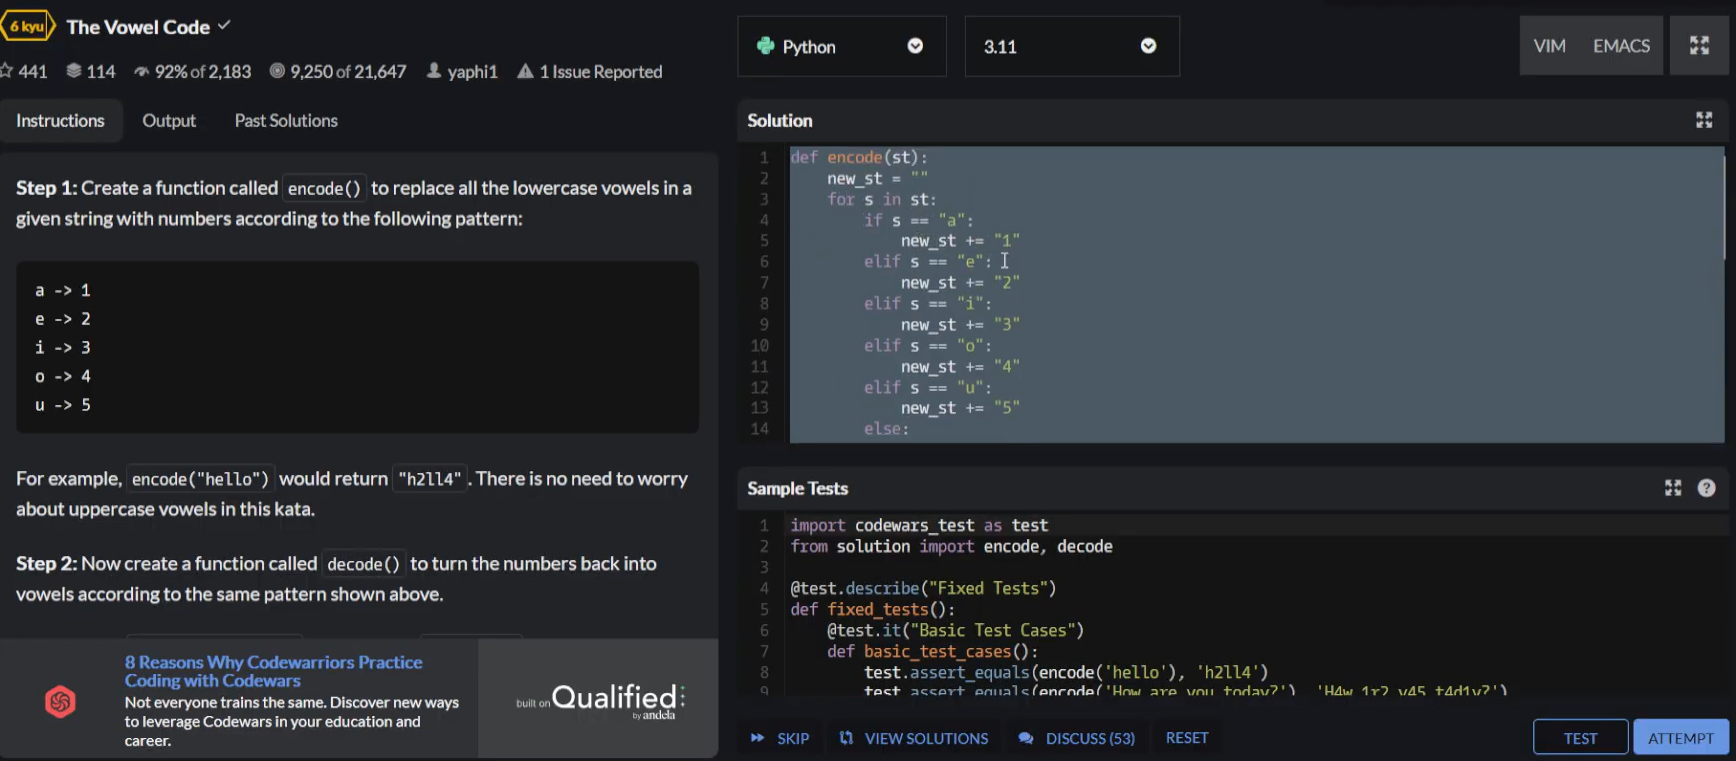 6 kyu The Vowel Code
441 114 92% of 2,183 9,250 of 21,647 yaphi1 1 Issue Reported
Instructions Output Past Solutions
Step 1: Create a function called encode() to replace all the lowercase vowels in a
given string with numbers according to the following pattern:
a -> 1
e -> 2
i -> 3
o -> 4
u -> 5
For example, encode("hello") would return "h2ll4". There is no need to worry
about uppercase vowels in this kata.
Step 2: Now create a function called decode() to turn the numbers back into
vowels according to the same pattern shown above.
8 Reasons Why Codewarriors Practice
Coding with Codewars
Not everyone trains the same. Discover new ways
to leverage Codewars in your education and
career.
built on Qualified
by andela
Python 3.11 VIM EMACS
Solution
1 def encode(st):
2 new_st = ""
3 for s in st:
4 if s == "a":
5 new_st += "1"
6 elif s == "e":
7 new_st += "2"
8 elif s == "i":
9 new_st += "3"
10 elif s == "o":
11 new_st += "4"
12 elif s == "u":
13 new_st += "5"
14 else:
Sample Tests
1 import codewars_test as test
2 from solution import encode, decode
3
4 @test.describe("Fixed Tests")
5 def fixed_tests():
6 @test.it("Basic Test Cases")
7 def basic_test_cases():
8 test.assert_equals(encode('hello'), 'h2ll4')
9 test.assert_equals(encode('How are you today?'), 'H4w 1r2 y45 t4d1y?')
SKIP VIEW SOLUTIONS DISCUSS (53) RESET TEST ATTEMPT